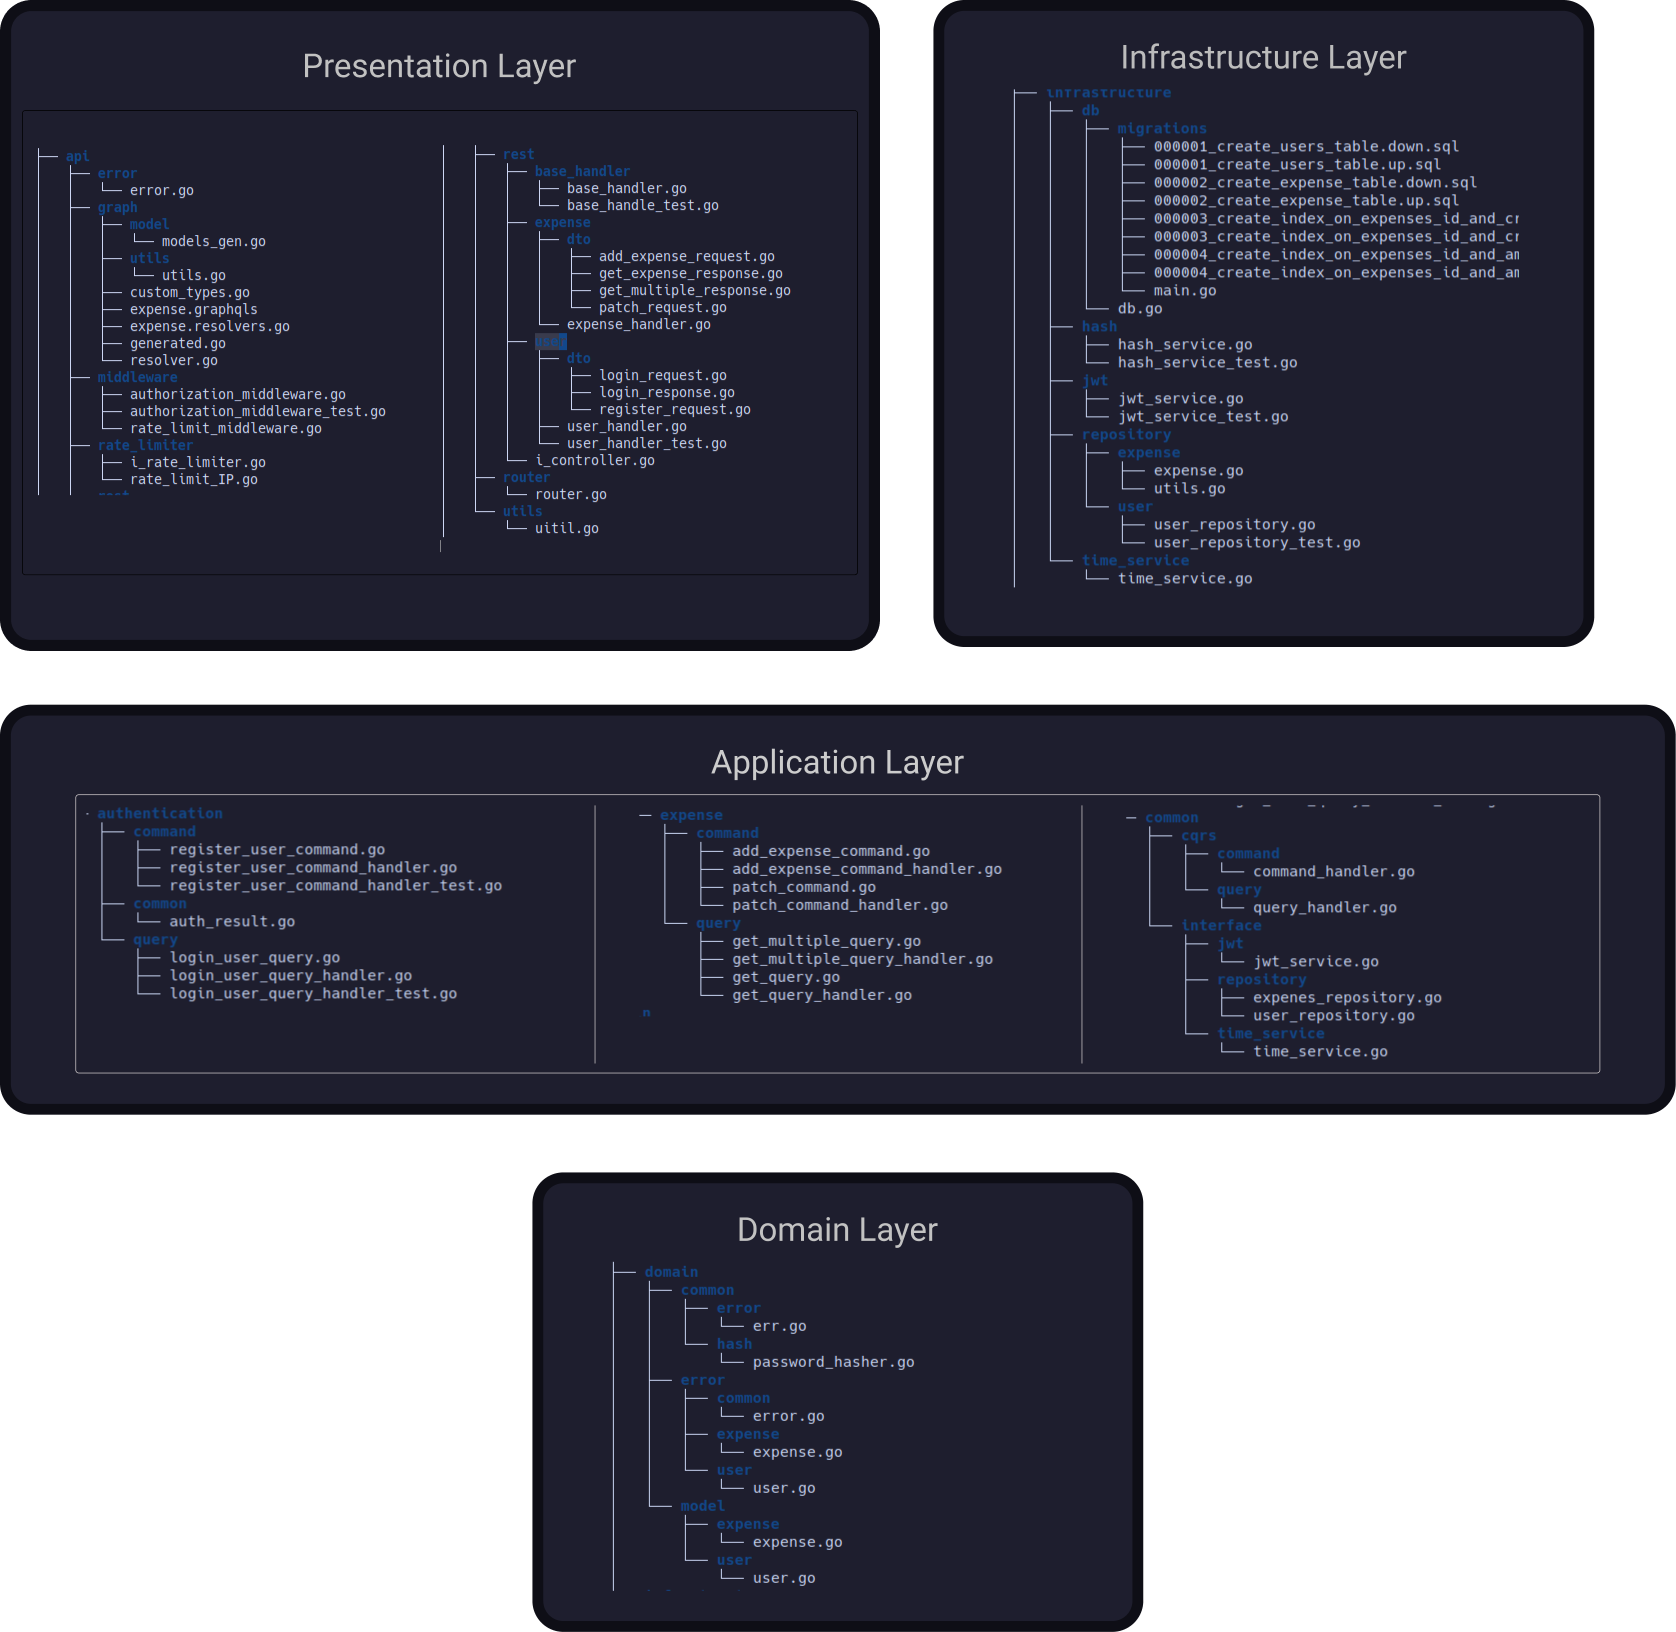 Presentation Layer
api
error
error.go
graph
model
models_gen.go
utils
utils.go
custom_types.go
expense.graphqls
expense.resolvers.go
generated.go
resolver.go
middleware
authorization_middleware.go
authorization_middleware_test.go
rate_limit_middleware.go
rate_limiter
i_rate_limiter.go
rate_limit_IP.go
rest
rest
base_handler
base_handler.go
base_handle_test.go
expense
dto
add_expense_request.go
get_expense_response.go
get_multiple_response.go
patch_request.go
expense_handler.go
user
dto
login_request.go
login_response.go
register_request.go
user_handler.go
user_handler_test.go
i_controller.go
router
router.go
utils
uitil.go
Infrastructure Layer
infrastructure
db
migrations
000001_create_users_table.down.sql
000001_create_users_table.up.sql
000002_create_expense_table.down.sql
000002_create_expense_table.up.sql
000003_create_index_on_expenses_id_and_cr
000003_create_index_on_expenses_id_and_cr
000004_create_index_on_expenses_id_and_am
000004_create_index_on_expenses_id_and_am
main.go
db.go
hash
hash_service.go
hash_service_test.go
jwt
jwt_service.go
jwt_service_test.go
repository
expense
expense.go
utils.go
user
user_repository.go
user_repository_test.go
time_service
time_service.go
Application Layer
authentication
command
register_user_command.go
register_user_command_handler.go
register_user_command_handler_test.go
common
auth_result.go
query
login_user_query.go
login_user_query_handler.go
login_user_query_handler_test.go
expense
command
add_expense_command.go
add_expense_command_handler.go
patch_command.go
patch_command_handler.go
query
get_multiple_query.go
get_multiple_query_handler.go
get_query.go
get_query_handler.go
n
common
cqrs
command
command_handler.go
query
query_handler.go
interface
jwt
jwt_service.go
repository
expenes_repository.go
user_repository.go
time_service
time_service.go
Domain Layer
domain
common
error
err.go
hash
password_hasher.go
error
common
error.go
expense
expense.go
user
user.go
model
expense
expense.go
user
user.go